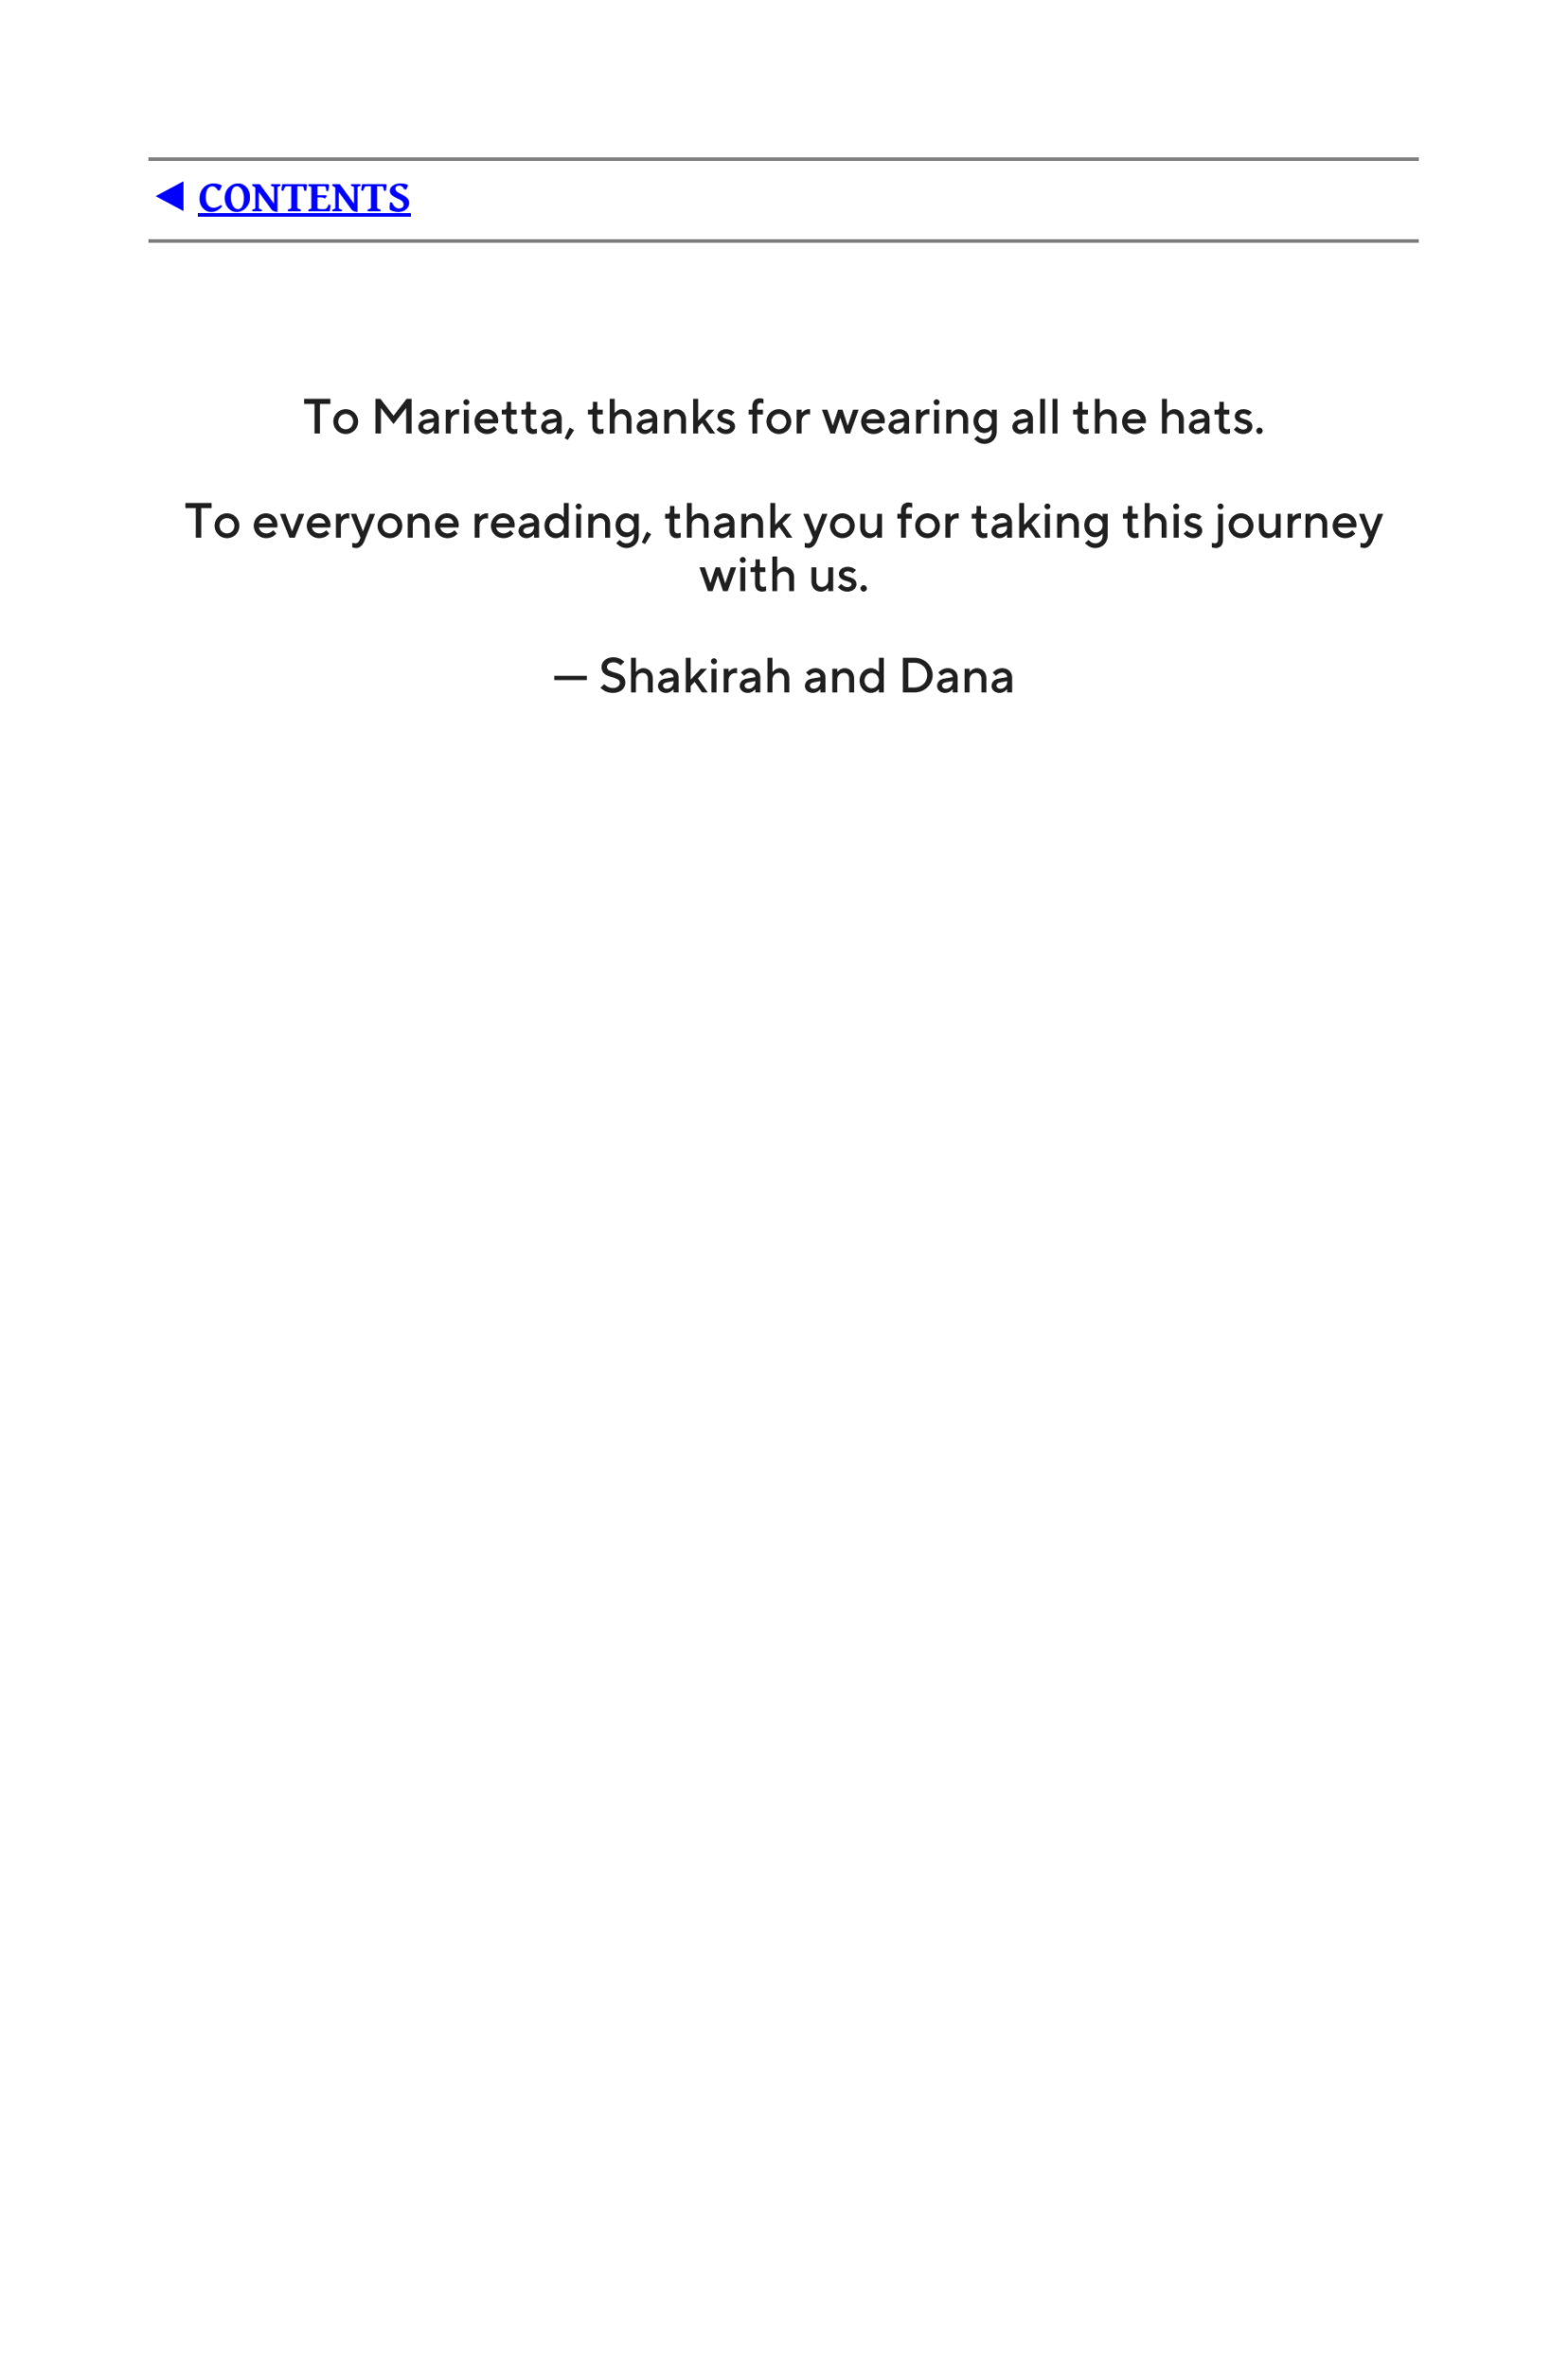 ◀ CONTENTS
To Marietta, thanks for wearing all the hats.
To everyone reading, thank you for taking this journey
with us.
— Shakirah and Dana